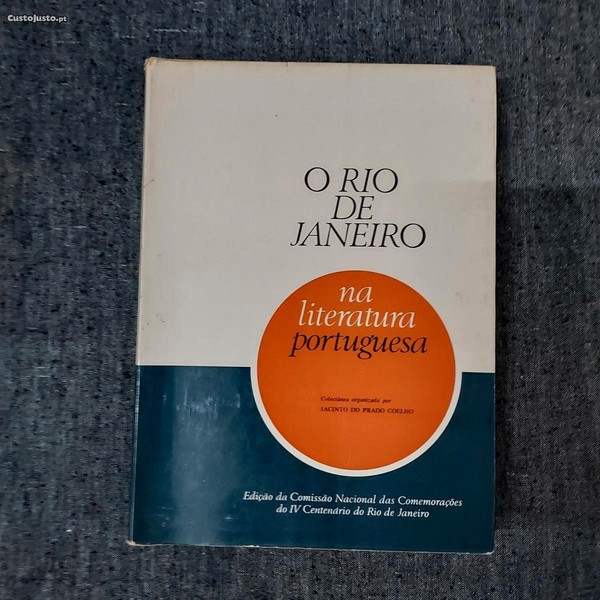 CustoJusto.pt
O RIO
DE
JANEIRO
na
literatura
portuguesa
Colectânea organizada por
JACINTO DO PRADO COELHO
Edição da Comissão Nacional das Comemorações
do IV Centenário do Rio de Janeiro